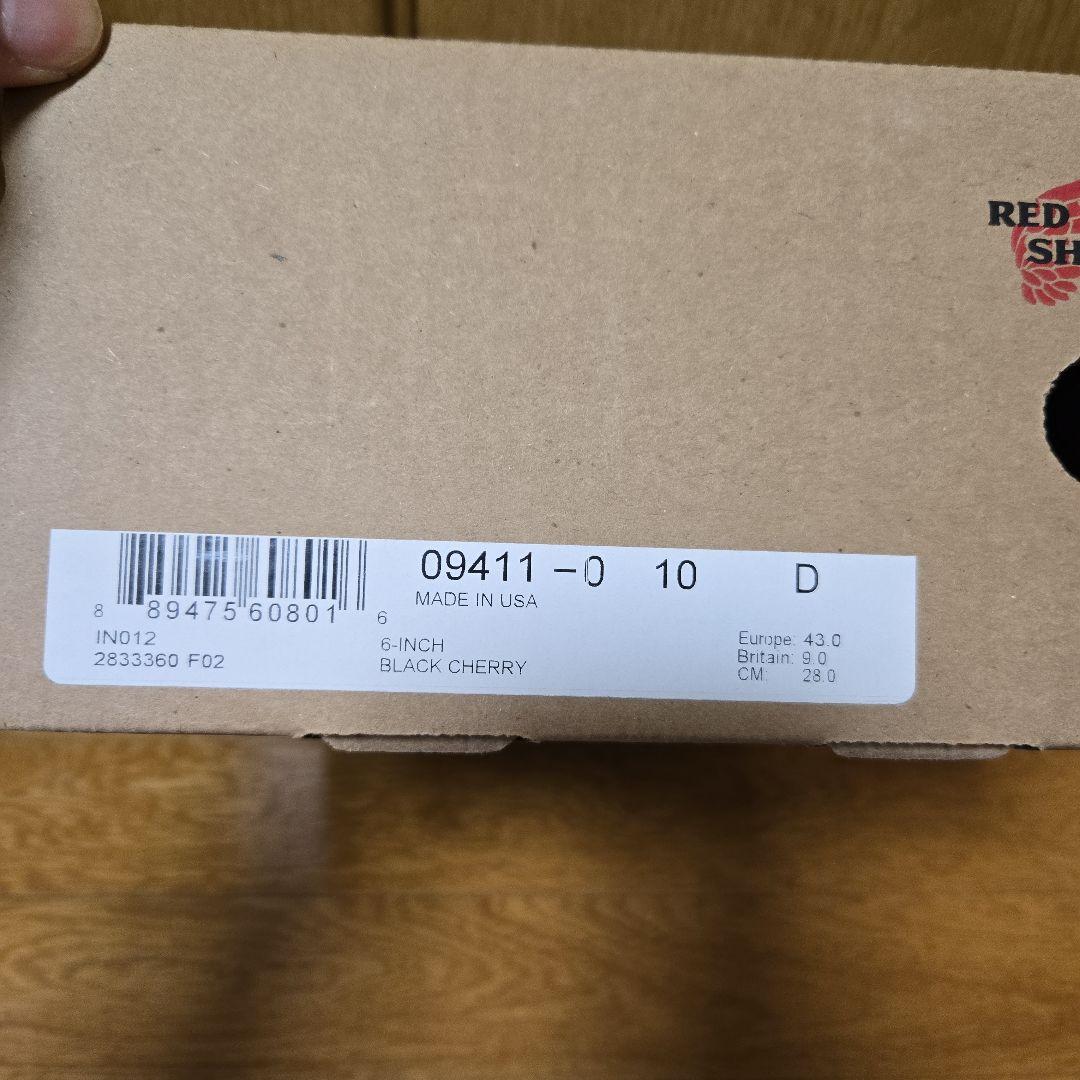 RED
SH
09411-0 10 D
MADE IN USA
8 89475 60801 6
IN012
2833360 F02
6-INCH
BLACK CHERRY
Europe: 43.0
Britain: 9.0
CM: 28.0